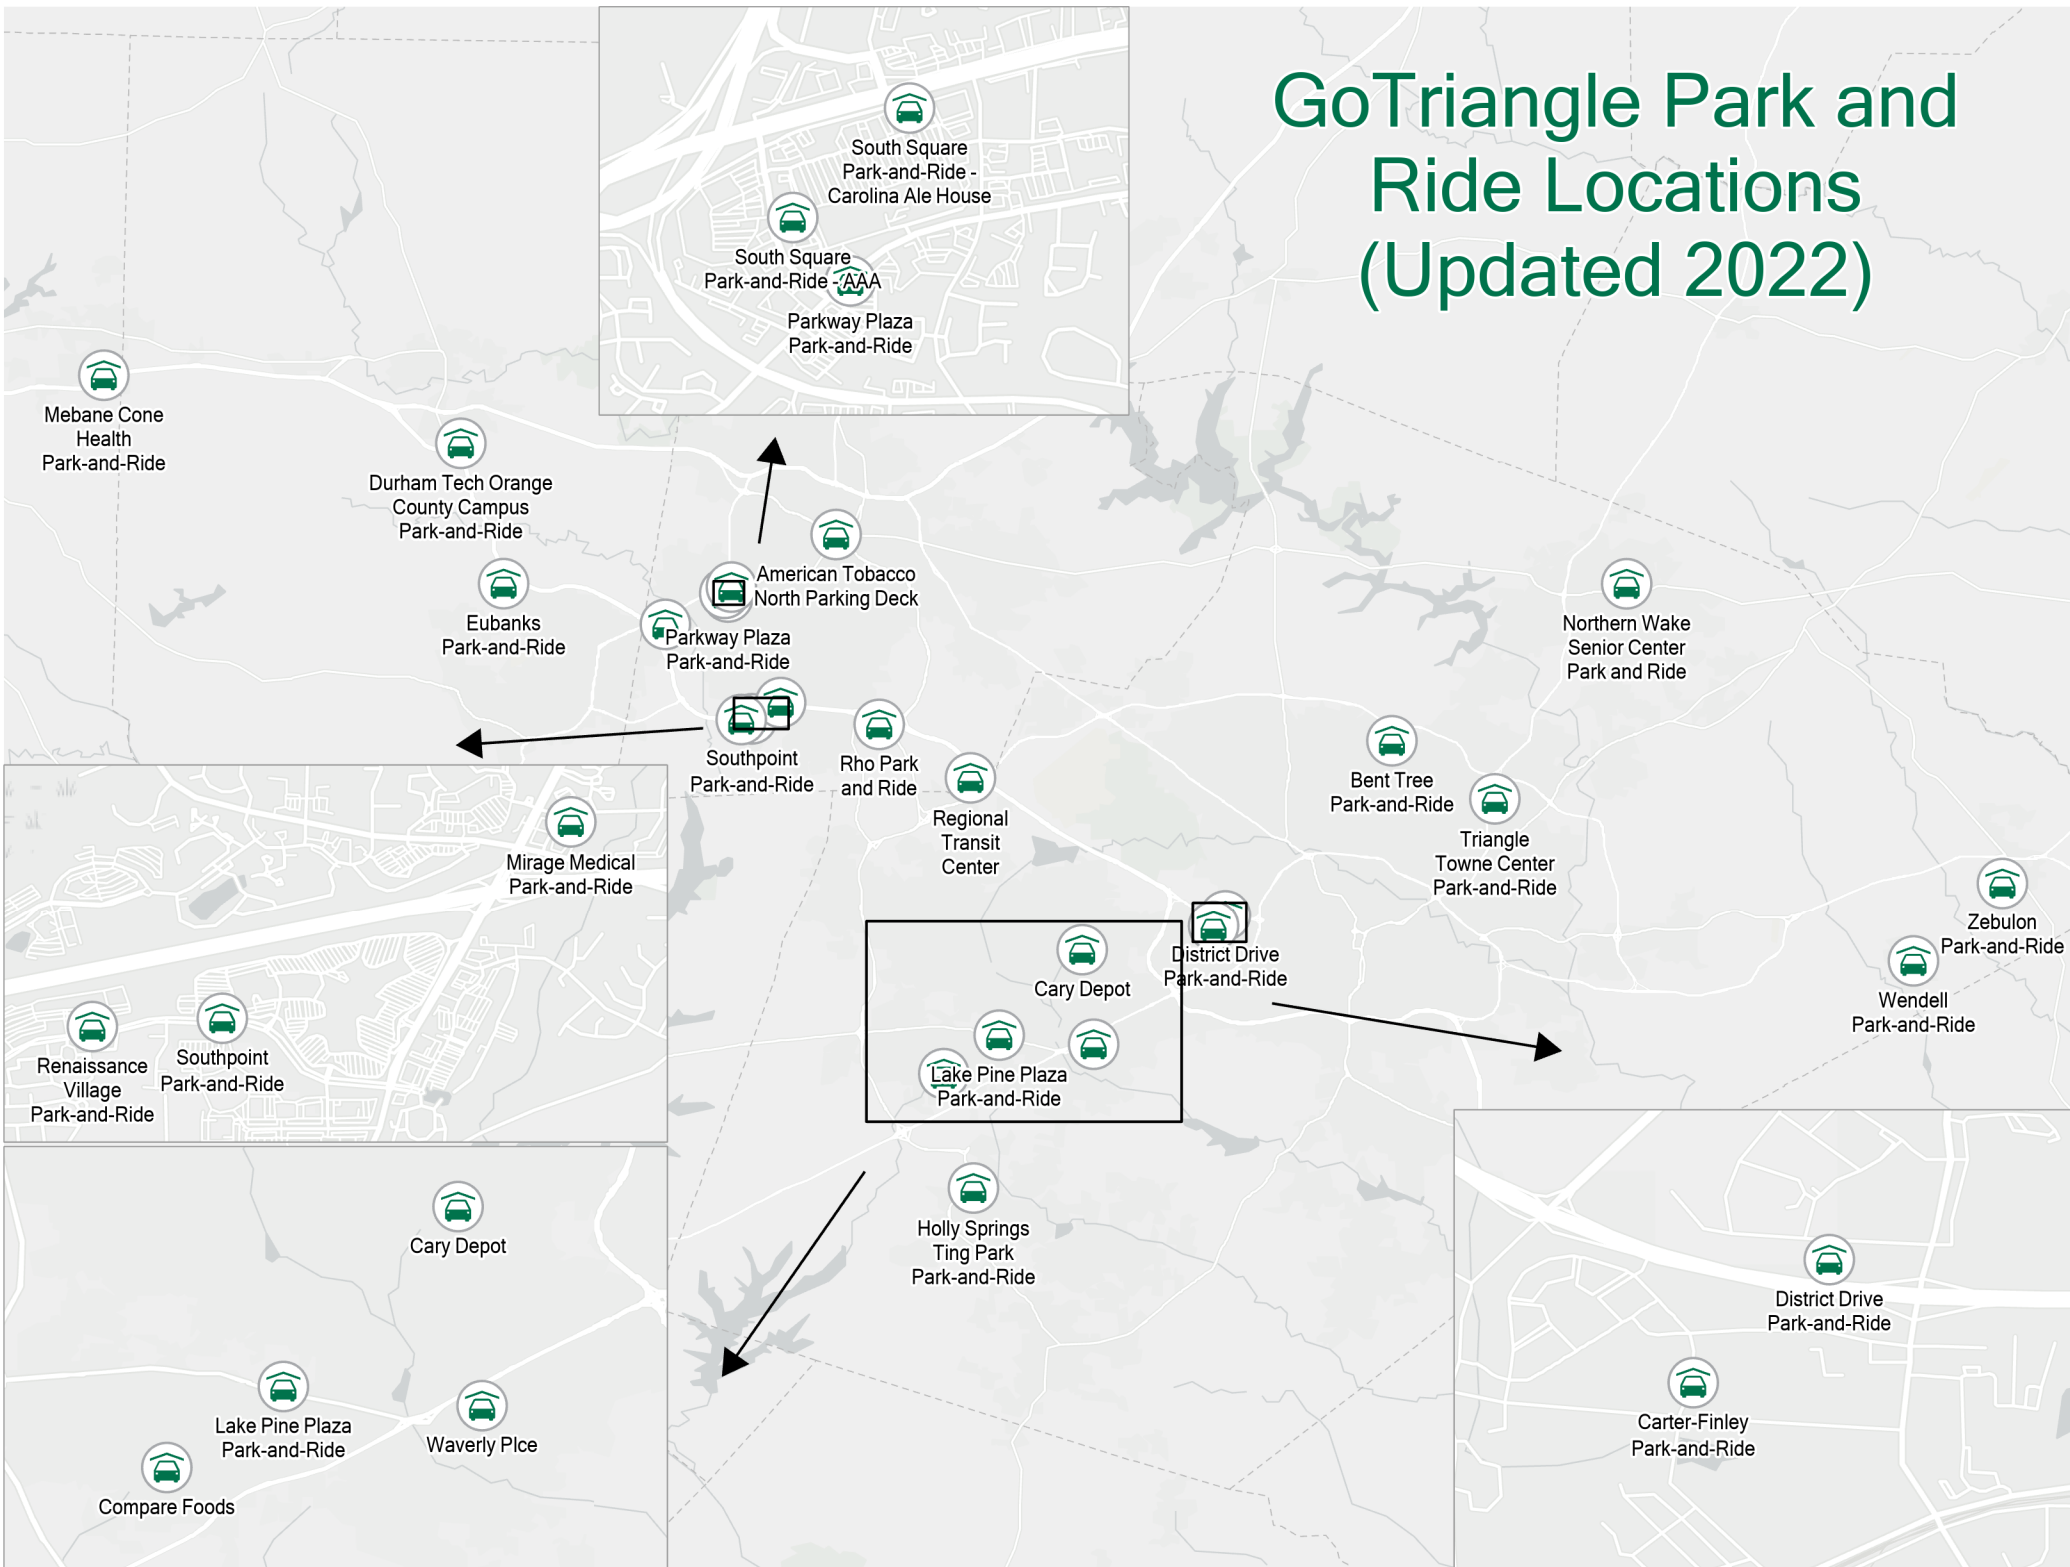 GoTriangle Park and
Ride Locations
(Updated 2022)
South Square
Park-and-Ride -
Carolina Ale House
South Square
Park-and-Ride - AAA
Parkway Plaza
Park-and-Ride
Mebane Cone
Health
Park-and-Ride
Durham Tech Orange
County Campus
Park-and-Ride
Eubanks
Park-and-Ride
American Tobacco
North Parking Deck
Parkway Plaza
Park-and-Ride
Northern Wake
Senior Center
Park and Ride
Southpoint
Park-and-Ride
Rho Park
and Ride
Regional
Transit
Center
Bent Tree
Park-and-Ride
Triangle
Towne Center
Park-and-Ride
Zebulon
Park-and-Ride
Wendell
Park-and-Ride
District Drive
Park-and-Ride
Cary Depot
Lake Pine Plaza
Park-and-Ride
Holly Springs
Ting Park
Park-and-Ride
Mirage Medical
Park-and-Ride
Renaissance
Village
Park-and-Ride
Southpoint
Park-and-Ride
Cary Depot
Lake Pine Plaza
Park-and-Ride
Waverly Plce
Compare Foods
District Drive
Park-and-Ride
Carter-Finley
Park-and-Ride